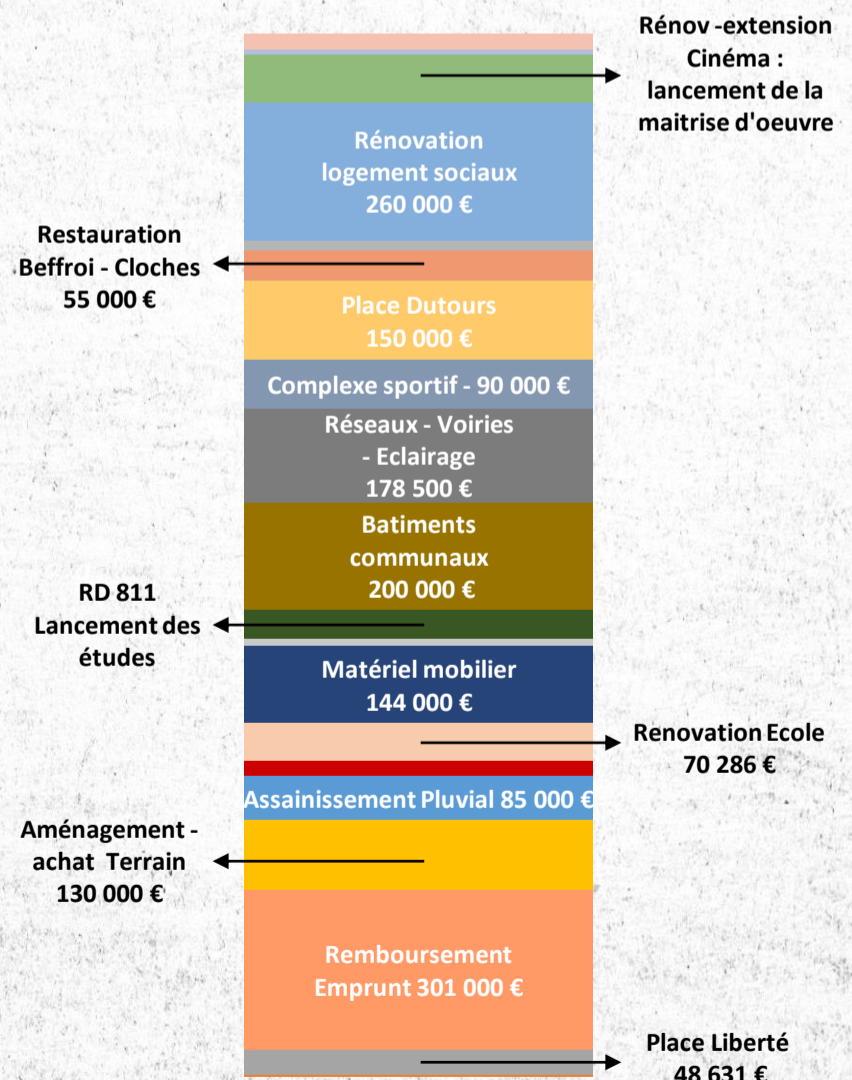 Rénov -extension
Cinéma :
lancement de la
maitrise d'oeuvre
Rénovation
logement sociaux
260 000 €
Restauration
Beffroi - Cloches
55 000 €
Place Dutours
150 000 €
Complexe sportif - 90 000 €
Réseaux - Voiries
- Eclairage
178 500 €
Batiments
communaux
200 000 €
RD 811
Lancement des
études
Matériel mobilier
144 000 €
Renovation Ecole
70 286 €
Assainissement Pluvial 85 000 €
Aménagement -
achat Terrain
130 000 €
Remboursement
Emprunt 301 000 €
Place Liberté
48 631 €